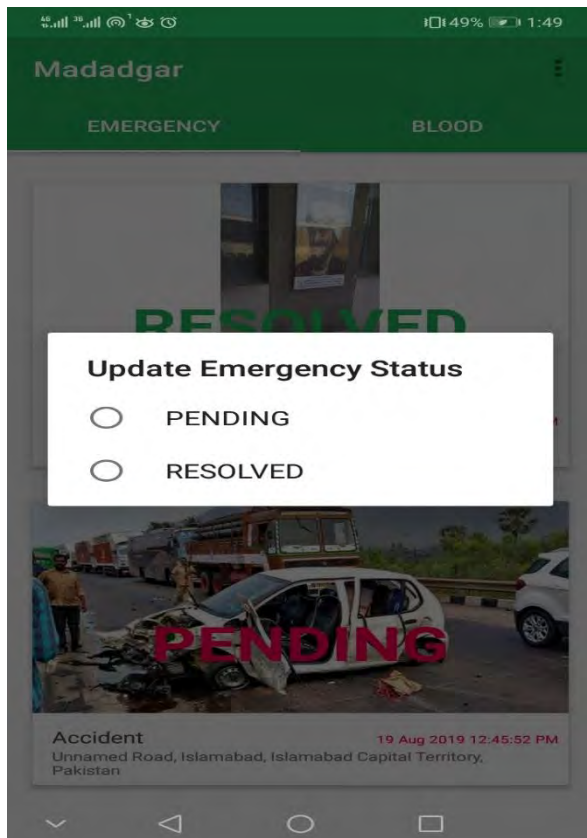 49% 1:49
Madadgar
EMERGENCY BLOOD
RESOLVED
Update Emergency Status
PENDING
RESOLVED
PENDING
Accident 19 Aug 2019 12:45:52 PM
Unnamed Road, Islamabad, Islamabad Capital Territory,
Pakistan